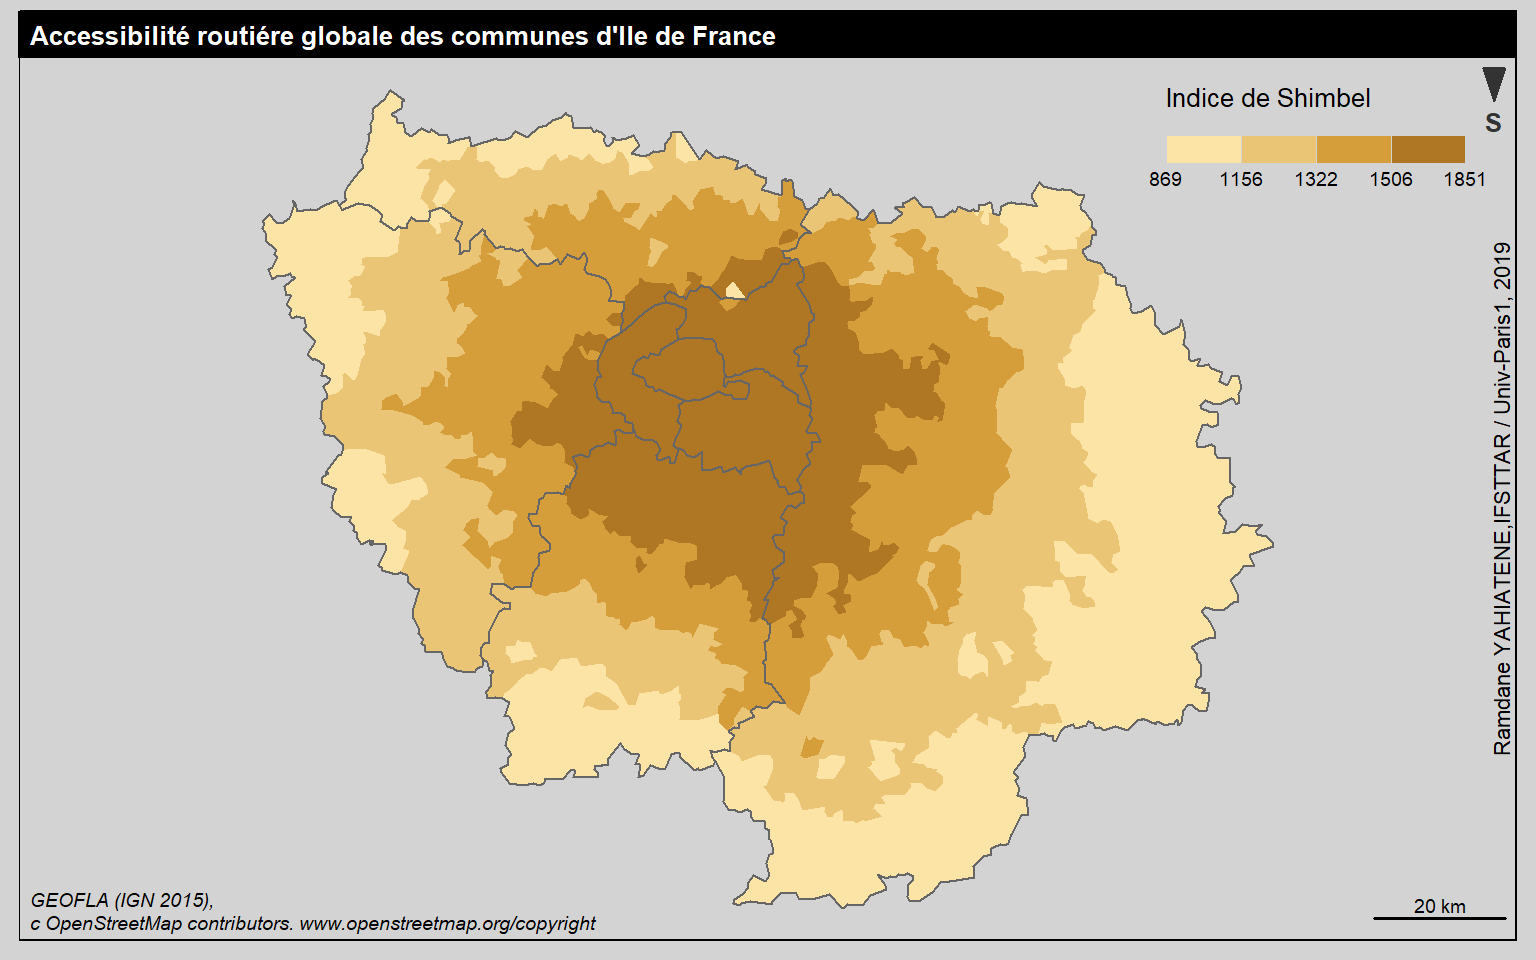 Accessibilité routiére globale des communes d'Ile de France
Indice de Shimbel
S
869 1156 1322 1506 1851
Ramdane YAHIATENE,IFSTTAR / Univ-Paris1, 2019
GEOFLA (IGN 2015),
c OpenStreetMap contributors. www.openstreetmap.org/copyright
20 km